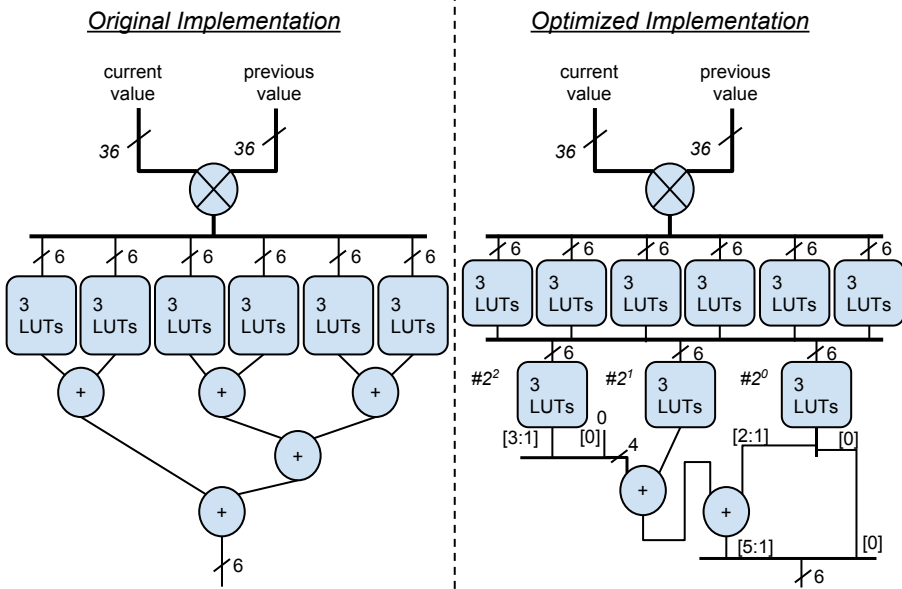 Original Implementation
current value
previous value
36
36
6
6
6
6
6
6
3 LUTs
3 LUTs
3 LUTs
3 LUTs
3 LUTs
3 LUTs
+
+
+
+
+
6
Optimized Implementation
current value
previous value
36
36
6
6
6
6
6
6
3 LUTs
3 LUTs
3 LUTs
3 LUTs
3 LUTs
3 LUTs
6
6
6
#2²
3 LUTs
#2¹
3 LUTs
#2⁰
3 LUTs
0
[3:1]
[0]
4
[2:1]
[0]
+
+
[5:1]
[0]
6